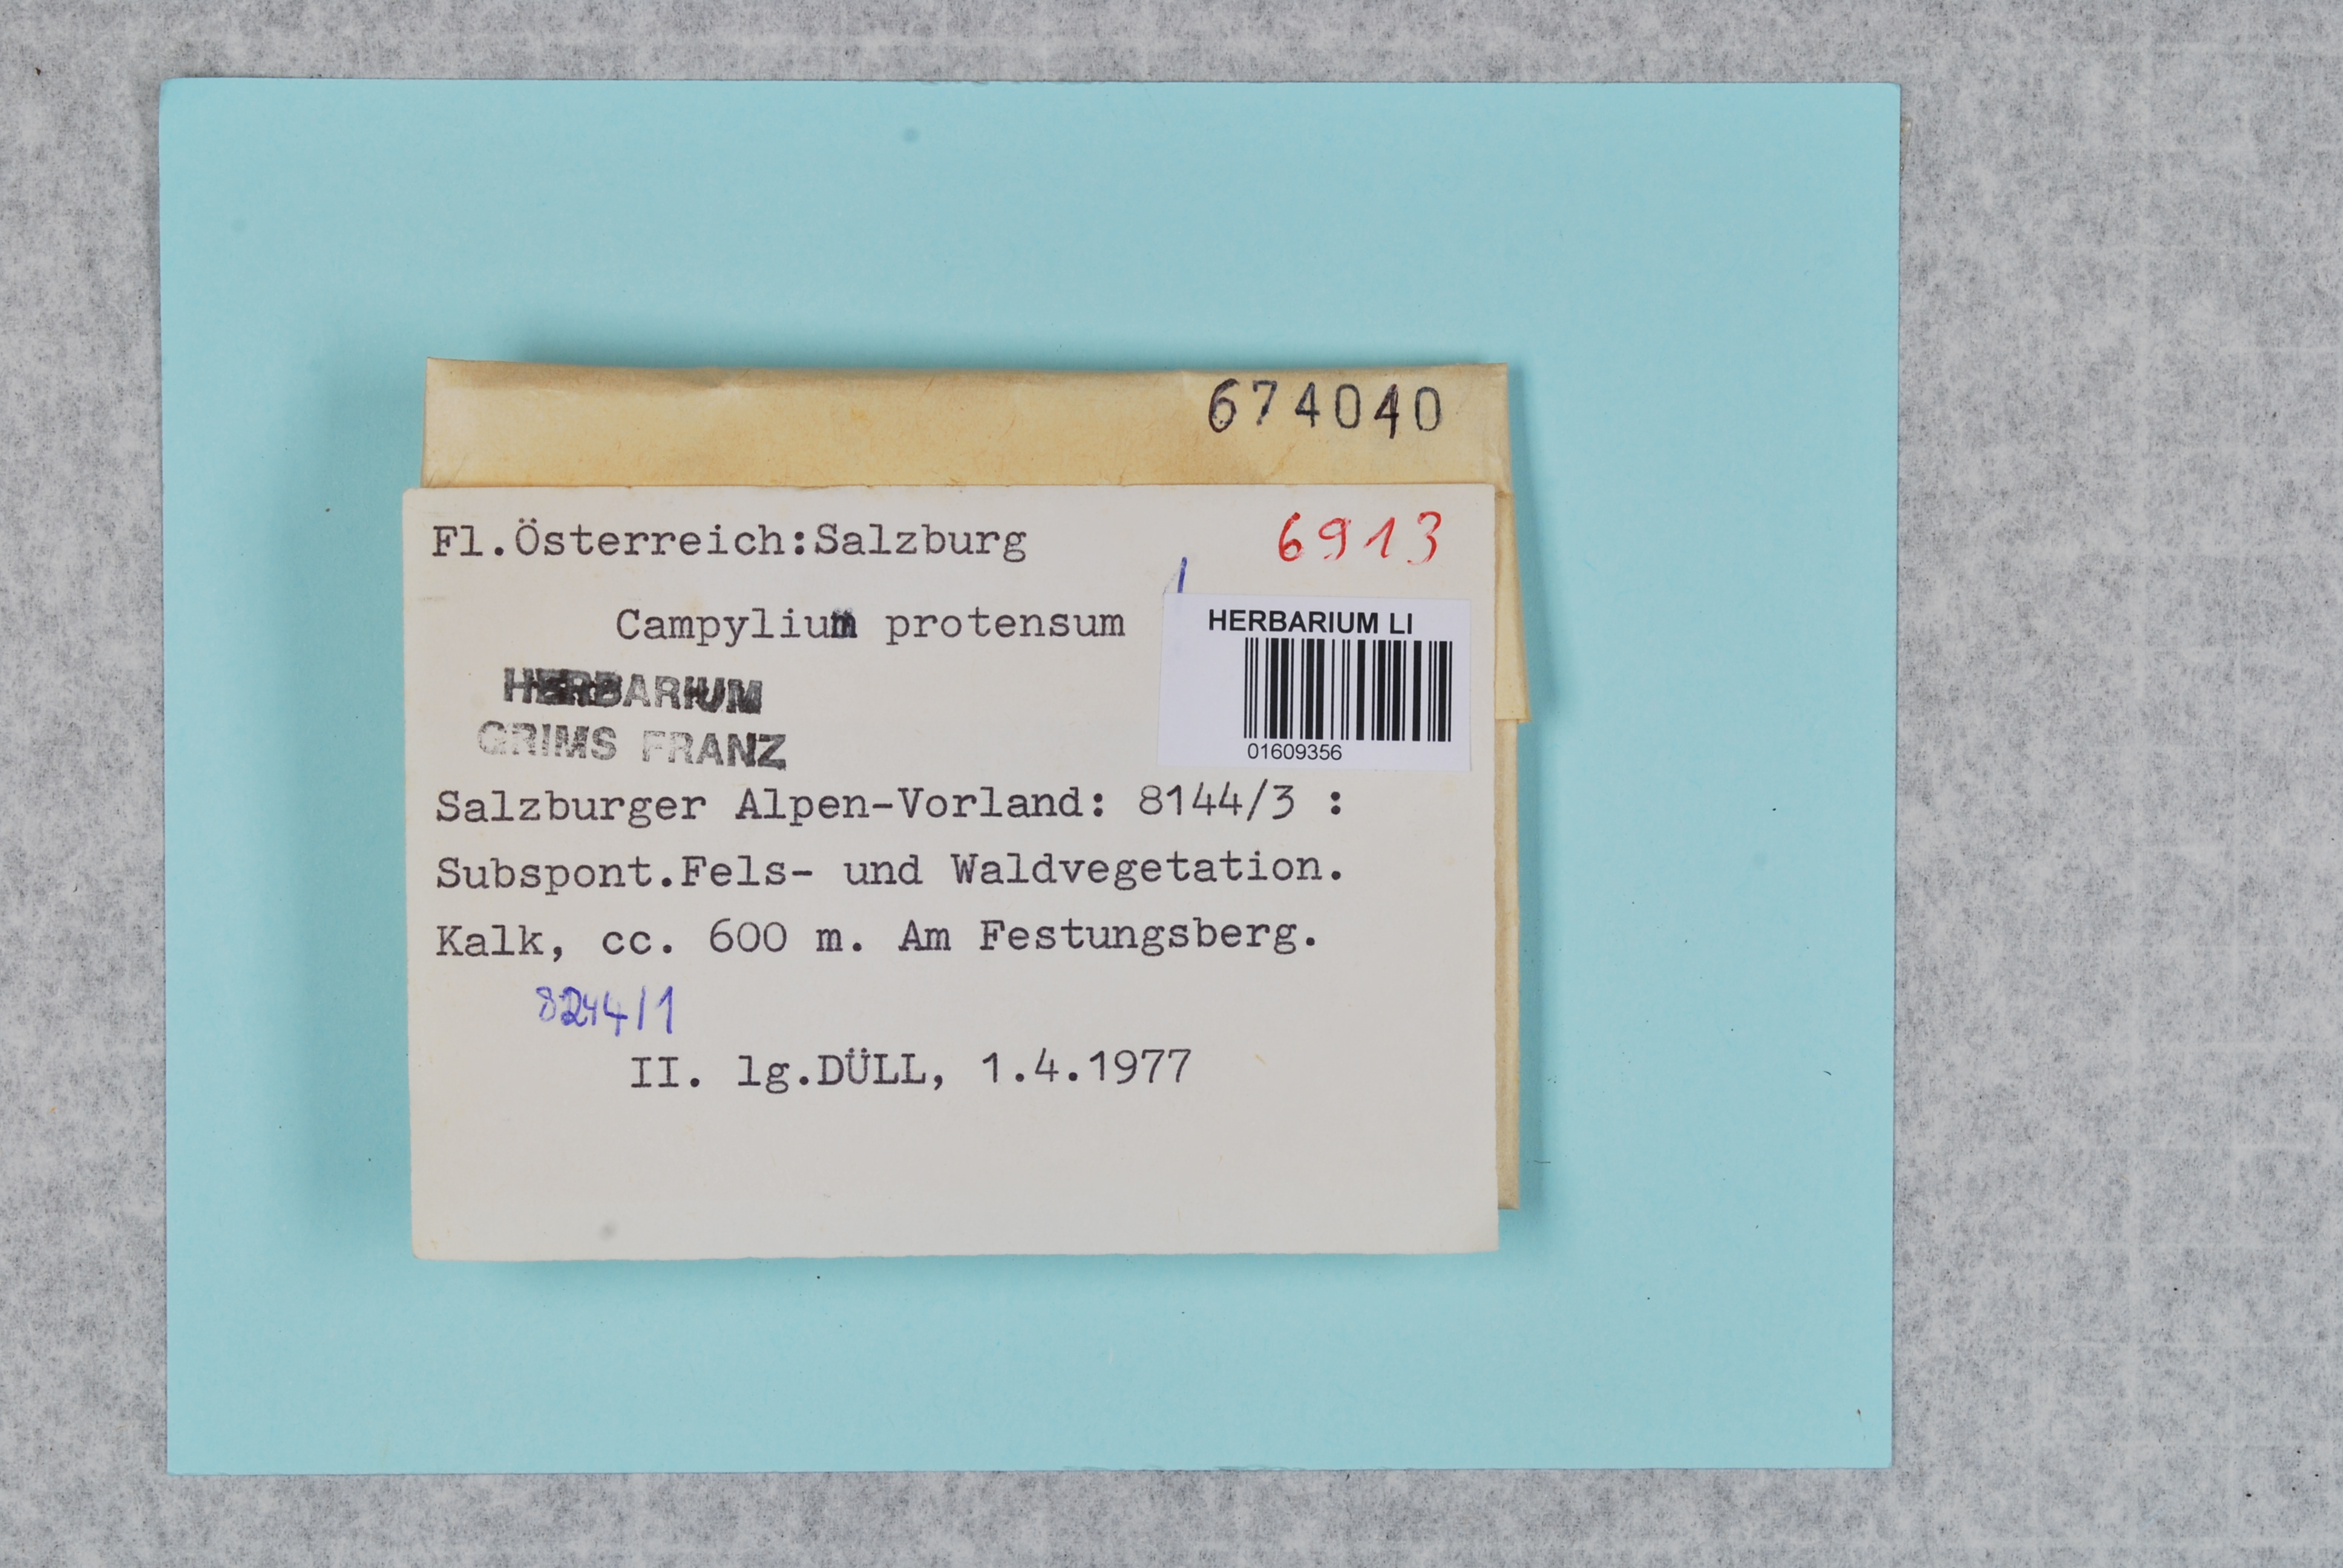 674040
Fl.Österreich:Salzburg
6913
Campylium protensum
HERBARIUM LI
01609356
HERBARIUM
GRIMS FRANZ
Salzburger Alpen-Vorland: 8144/3 :
Subspont.Fels- und Waldvegetation.
Kalk, cc. 600 m. Am Festungsberg.
8244/1
II. lg.DÜLL, 1.4.1977